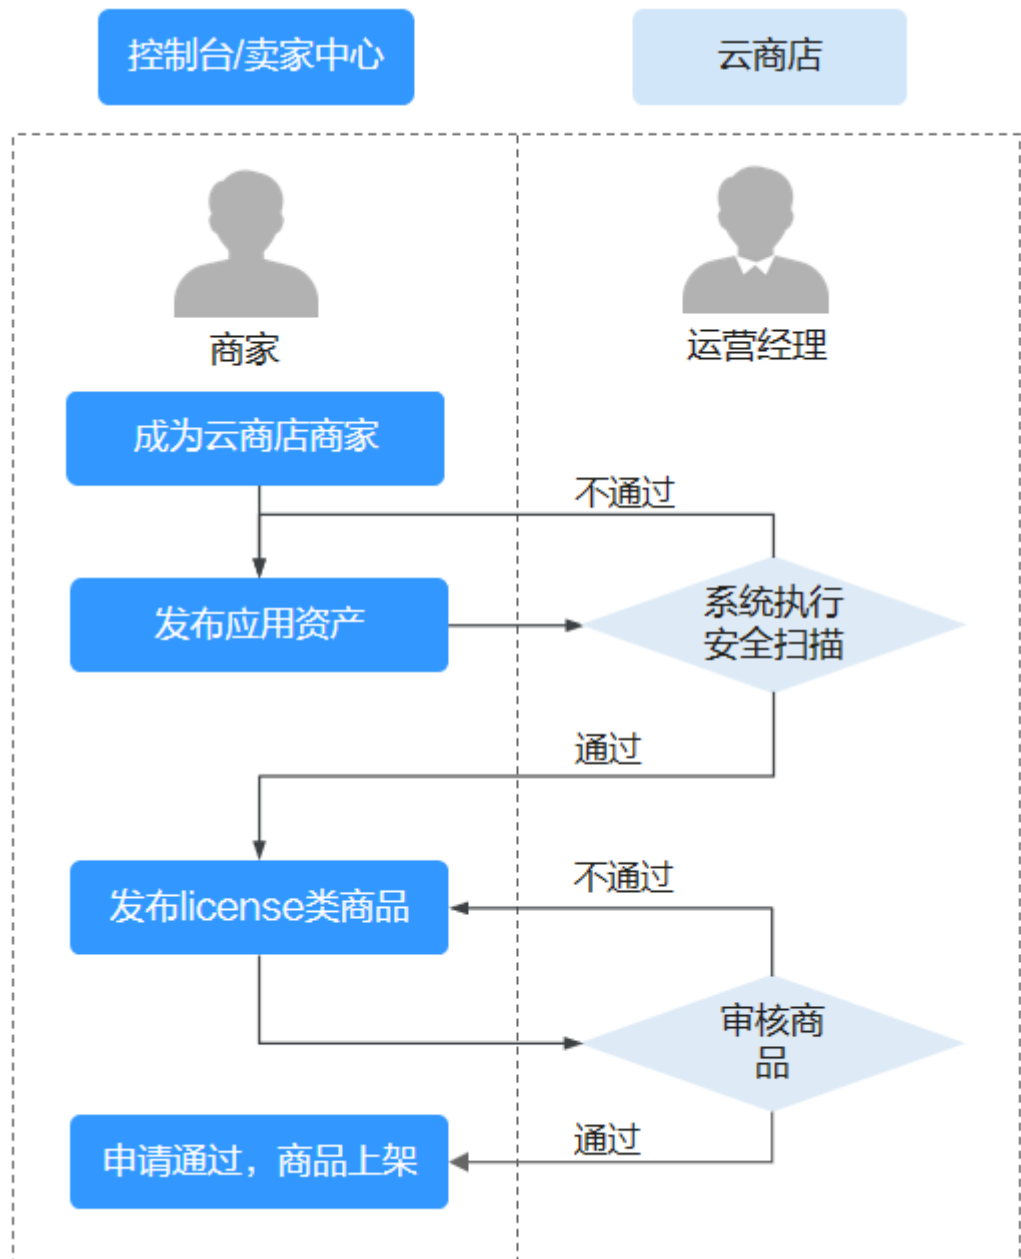 控制台/卖家中心
云商店
商家
运营经理
成为云商店商家
不通过
发布应用资产
系统执行
安全扫描
通过
发布license类商品
不通过
审核商
品
申请通过，商品上架
通过